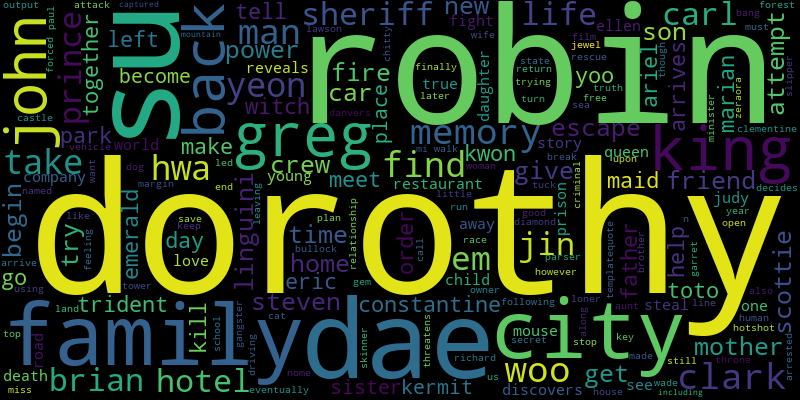 output
captured
attack
forest
paul
forced
together
tell
sheriff
new
life
carl
bang
must
john
prince
su
left
back
man
power
fight
ellen
son
film
jewel
rescue
become
reveals
yeon
fire
yoo
ariel
though
attempt
slipper
mountain
lawson
chitty
wife
robin
castle
witch
car
true
finally
later
daughter
state
return
trying
turn
truth
free
sea
arrives
marian
minister
zeraora
clementine
park
world
vehicle
make
greg
place
memory
escape
queen
king
danvers
mi
walk
story
break
upon
take
company
want
dog
led
hwa
crew
find
kwon
give
maid
friend
judy
decides
begin
named
margin
end
young
meet
restaurant
woman
little
tuck
prison
criminal
year
open
dorothy
try
like
feeling
emerald
save
keep
day
love
leaving
linguini
time
plan
bullock
relationship
order
away
run
good
diamond
race
call
jin
parser
however
templatequote
help
n
father
brother
garret
also
go
arrive
using
tower
home
eric
gem
em
child
owner
following
loner
aunt
toto
steal
line
one
human
hotshot
scottie
arrested
land
trident
kill
steven
constantine
school
gangster
cat
top
road
family
dae
city
mouse
secret
stop
along
key
made
still
mother
throne
wade
death
miss
brian
hotel
driving
nome
eventually
sister
skinner
richard
kermit
threatens
us
woo
discovers
get
house
see
including
clark